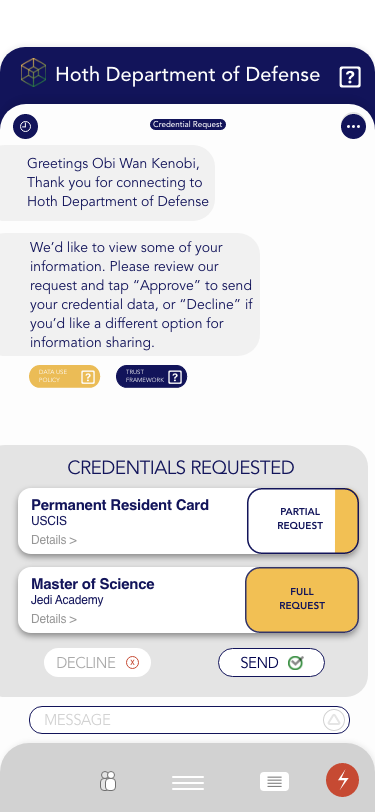 Hoth Department of Defense
?
Credential Request
Greetings Obi Wan Kenobi,
Thank you for connecting to
Hoth Department of Defense
We’d like to view some of your
information. Please review our
request and tap “Approve” to send
your credential data, or “Decline” if
you’d like a different option for
information sharing.
DATA USE
POLICY
?
TRUST
FRAMEWORK
?
CREDENTIALS REQUESTED
Permanent Resident Card
USCIS
Details >
PARTIAL
REQUEST
Master of Science
Jedi Academy
Details >
FULL
REQUEST
DECLINE
x
SEND
MESSAGE